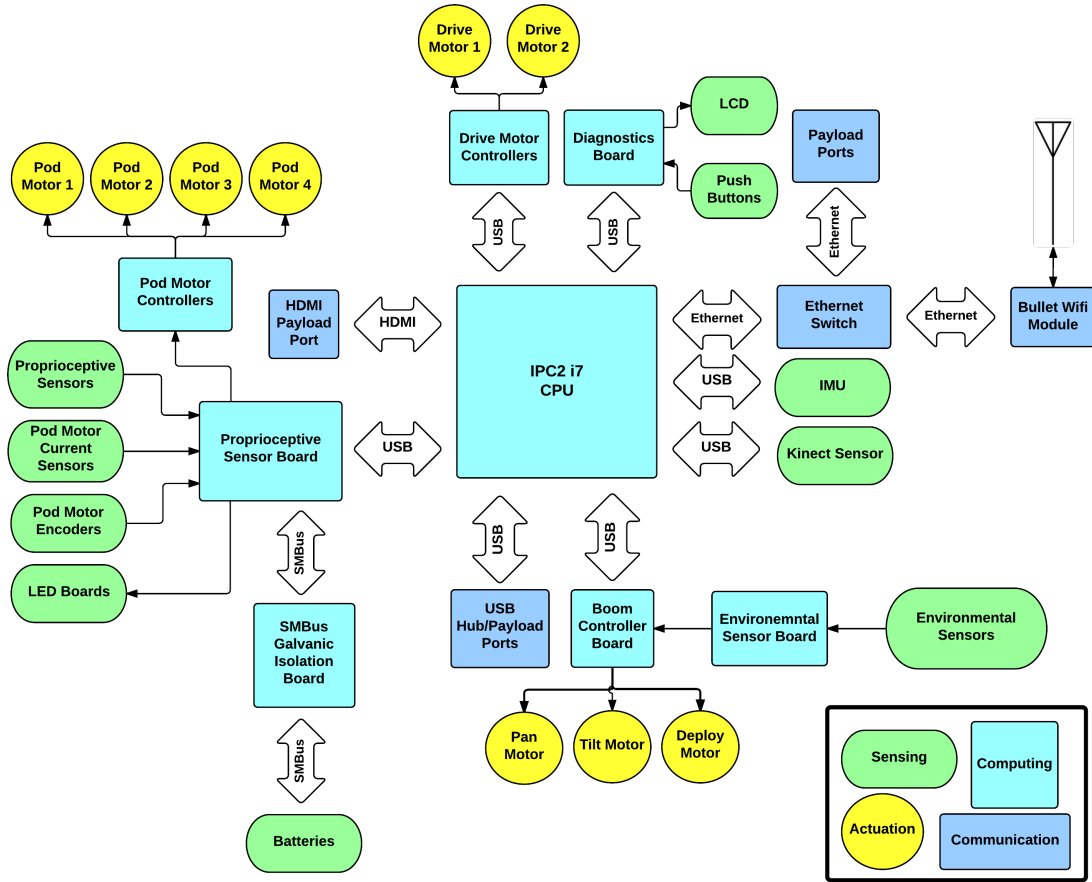 Drive
Motor 1
Drive
Motor 2
Drive Motor
Controllers
Diagnostics
Board
LCD
Push
Buttons
Payload
Ports
Pod
Motor 1
Pod
Motor 2
Pod
Motor 3
Pod
Motor 4
USB
USB
Ethernet
Pod Motor
Controllers
HDMI
Payload
Port
HDMI
IPC2 i7
CPU
Ethernet
Ethernet
Switch
Ethernet
Bullet Wifi
Module
Proprioceptive
Sensors
USB
IMU
Pod Motor
Current
Sensors
Proprioceptive
Sensor Board
USB
USB
Kinect Sensor
Pod Motor
Encoders
SMBus
USB
USB
LED Boards
SMBus
Galvanic
Isolation
Board
USB
Hub/Payload
Ports
Boom
Controller
Board
Environemntal
Sensor Board
Environmental
Sensors
SMBus
Pan
Motor
Tilt Motor
Deploy
Motor
Batteries
Sensing
Computing
Actuation
Communication